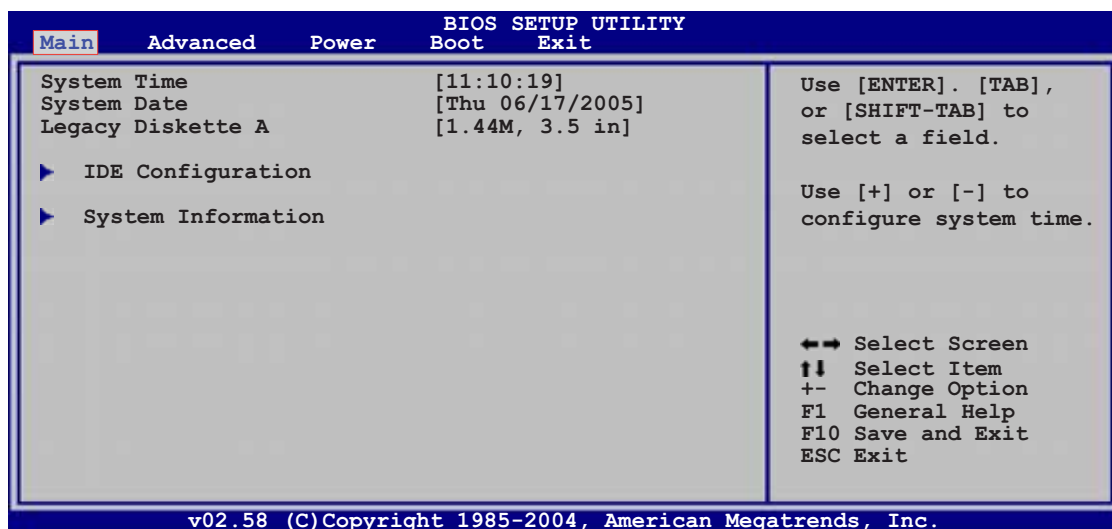 BIOS SETUP UTILITY
Main Advanced Power Boot Exit
System Time [11:10:19]
System Date [Thu 06/17/2005]
Legacy Diskette A [1.44M, 3.5 in]
IDE Configuration
System Information
Use [ENTER]. [TAB],
or [SHIFT-TAB] to
select a field.
Use [+] or [-] to
configure system time.
Select Screen
Select Item
+- Change Option
F1 General Help
F10 Save and Exit
ESC Exit
v02.58 (C)Copyright 1985-2004, American Megatrends, Inc.